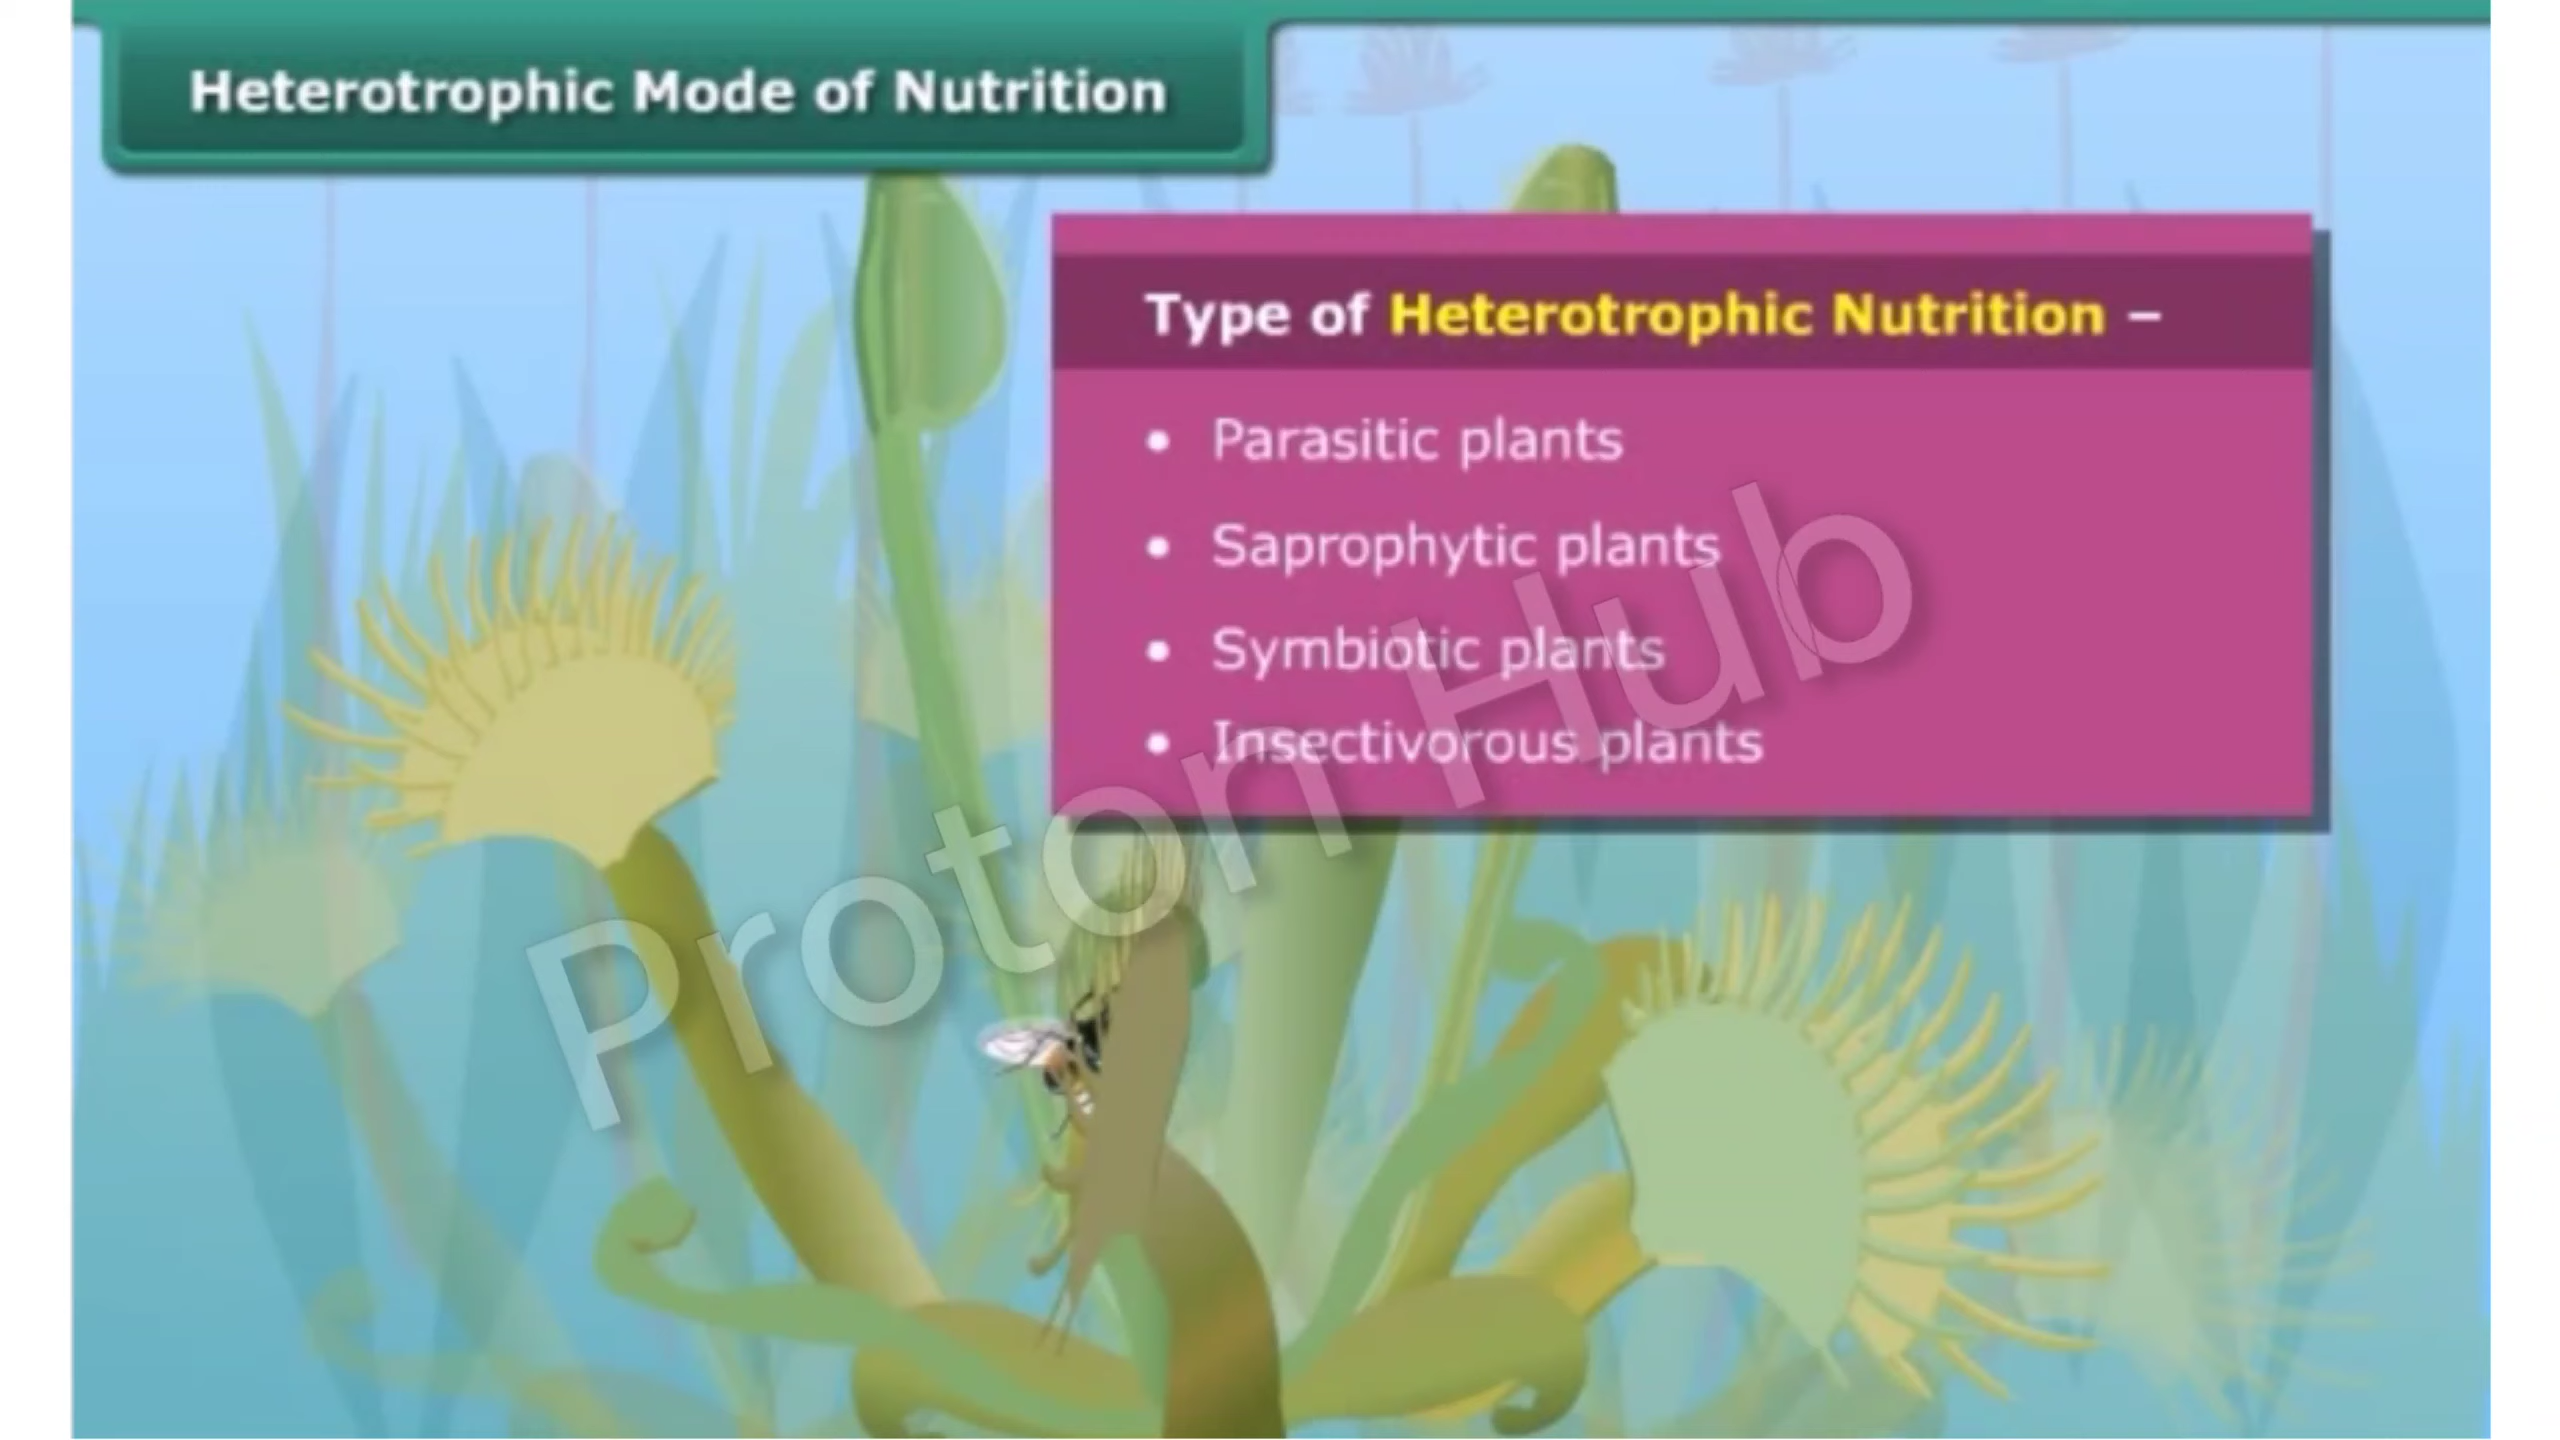 Heterotrophic Mode of Nutrition
Type of Heterotrophic Nutrition –
• Parasitic plants
• Saprophytic plants
• Symbiotic plants
• Insectivorous plants
Proton Hub